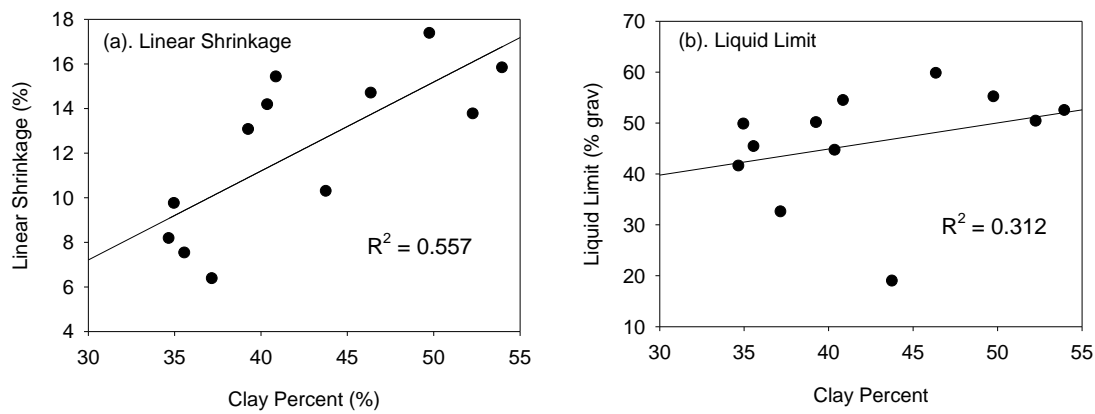 (a). Linear Shrinkage
Linear Shrinkage (%)
18
16
14
12
10
8
6
4
R² = 0.557
30 35 40 45 50 55
Clay Percent (%)
(b). Liquid Limit
Liquid Limit (% grav)
70
60
50
40
30
20
10
R² = 0.312
30 35 40 45 50 55
Clay Percent